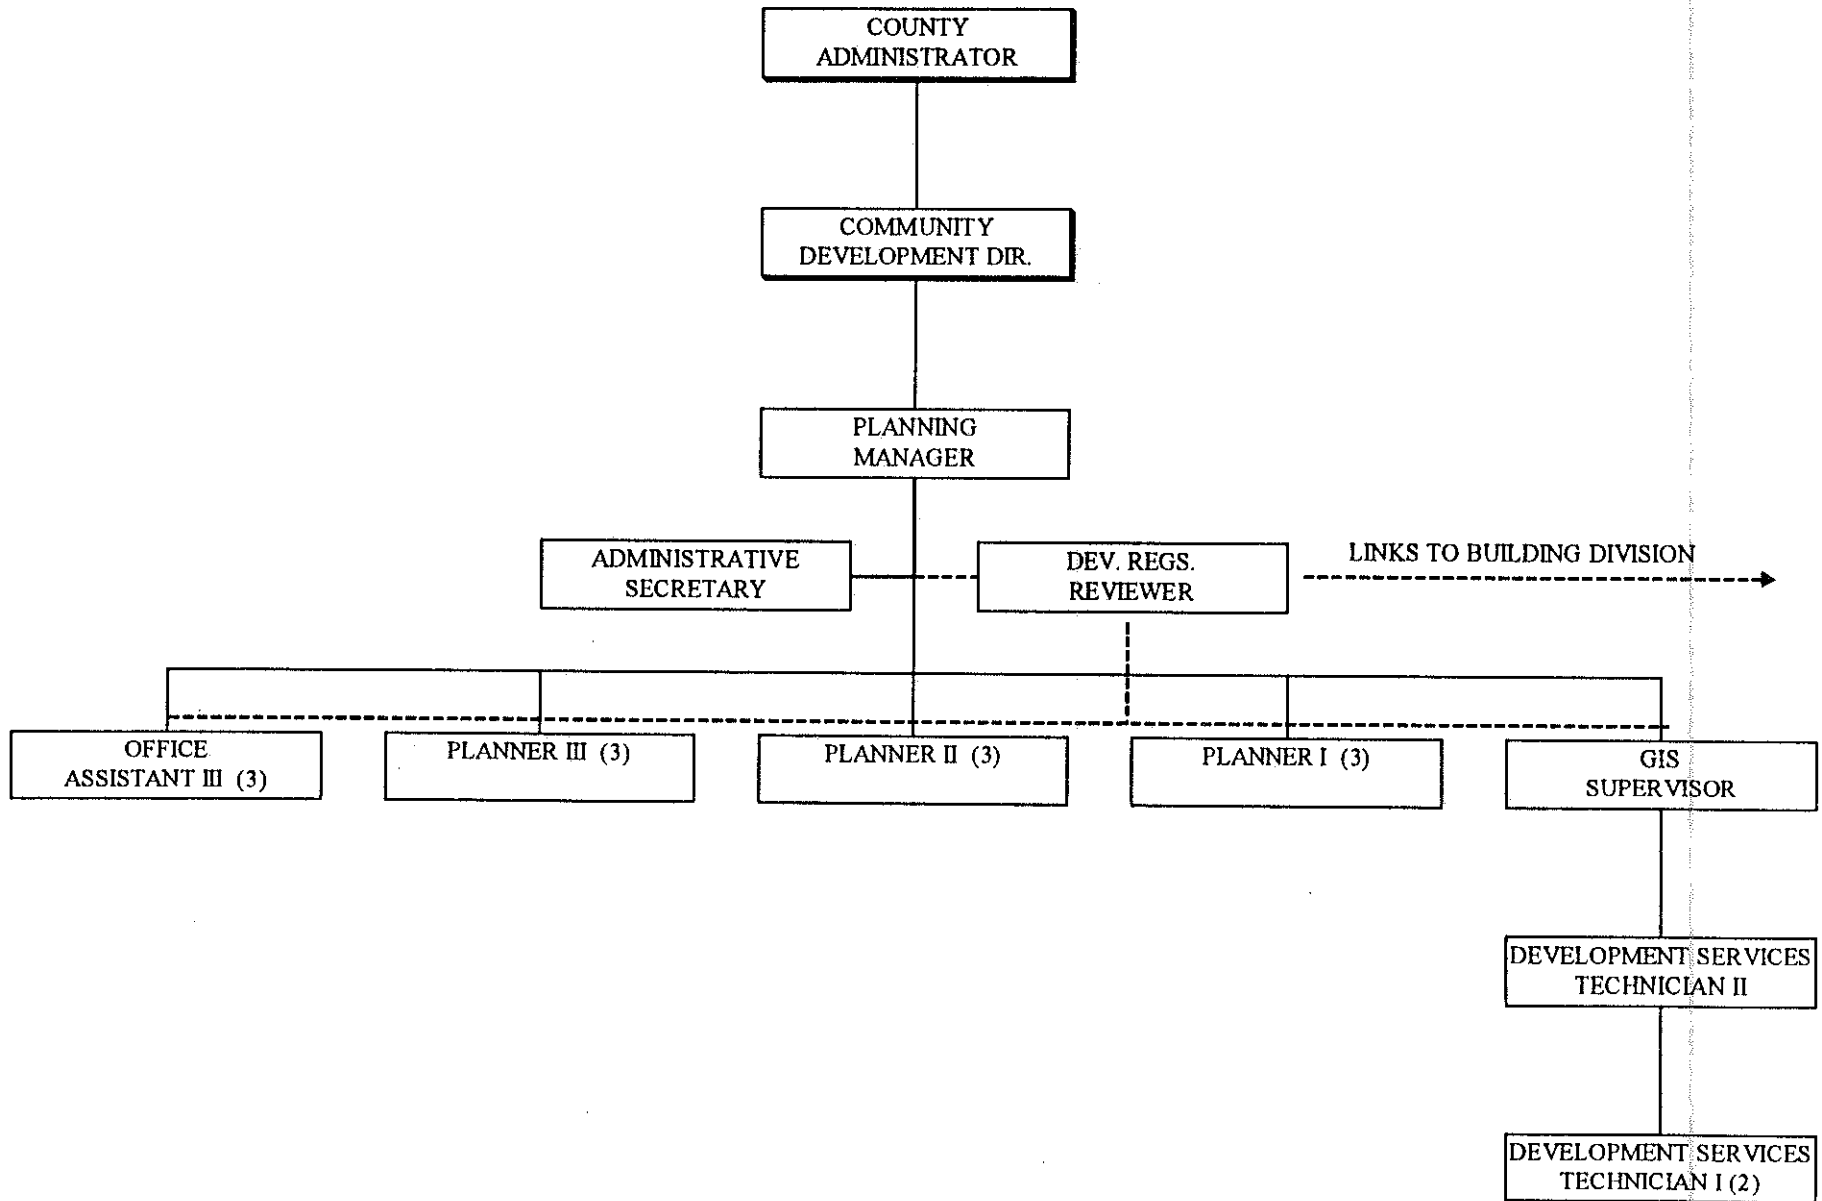 COUNTY
ADMINISTRATOR
COMMUNITY
DEVELOPMENT DIR.
PLANNING
MANAGER
ADMINISTRATIVE
SECRETARY
DEV. REGS.
REVIEWER
LINKS TO BUILDING DIVISION
OFFICE
ASSISTANT III (3)
PLANNER III (3)
PLANNER II (3)
PLANNER I (3)
GIS
SUPERVISOR
DEVELOPMENT SERVICES
TECHNICIAN II
DEVELOPMENT SERVICES
TECHNICIAN I (2)